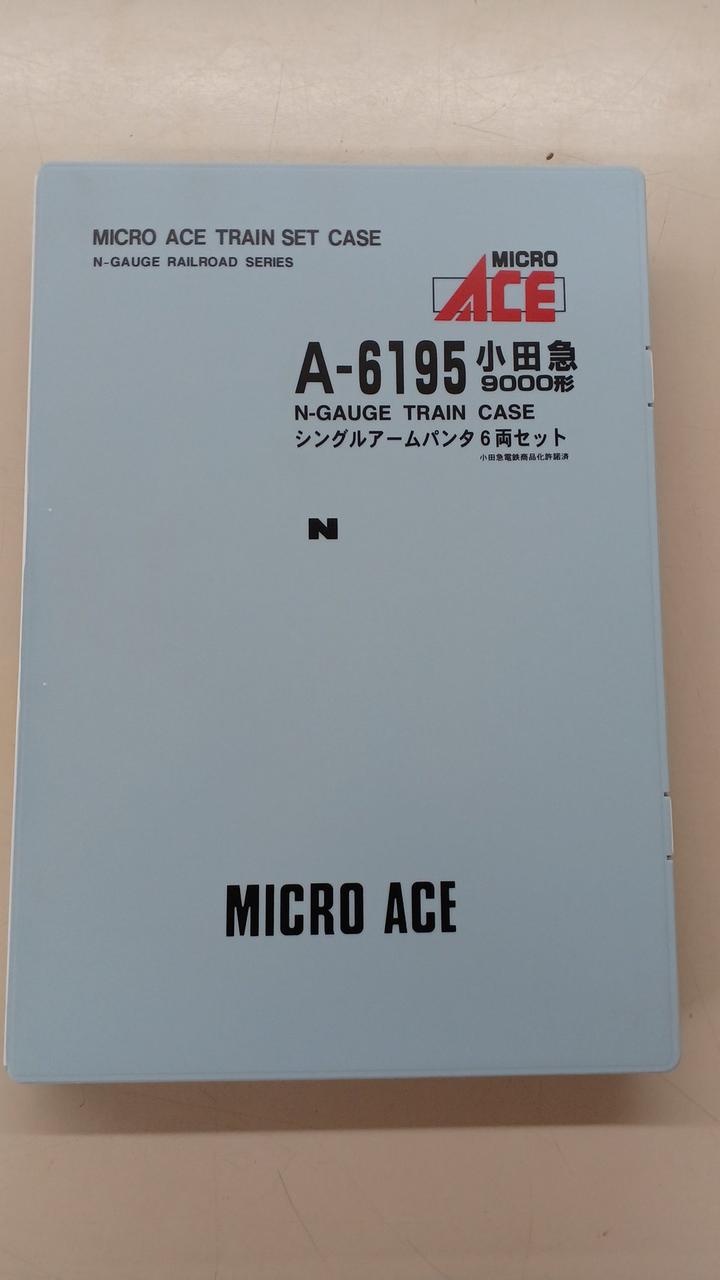 MICRO ACE TRAIN SET CASE
N-GAUGE RAILROAD SERIES
MICRO
ACE
A-6195 小田急
9000形
N-GAUGE TRAIN CASE
シングルアームパンタ6両セット
小田急電鉄商品化許諾済
N
MICRO ACE